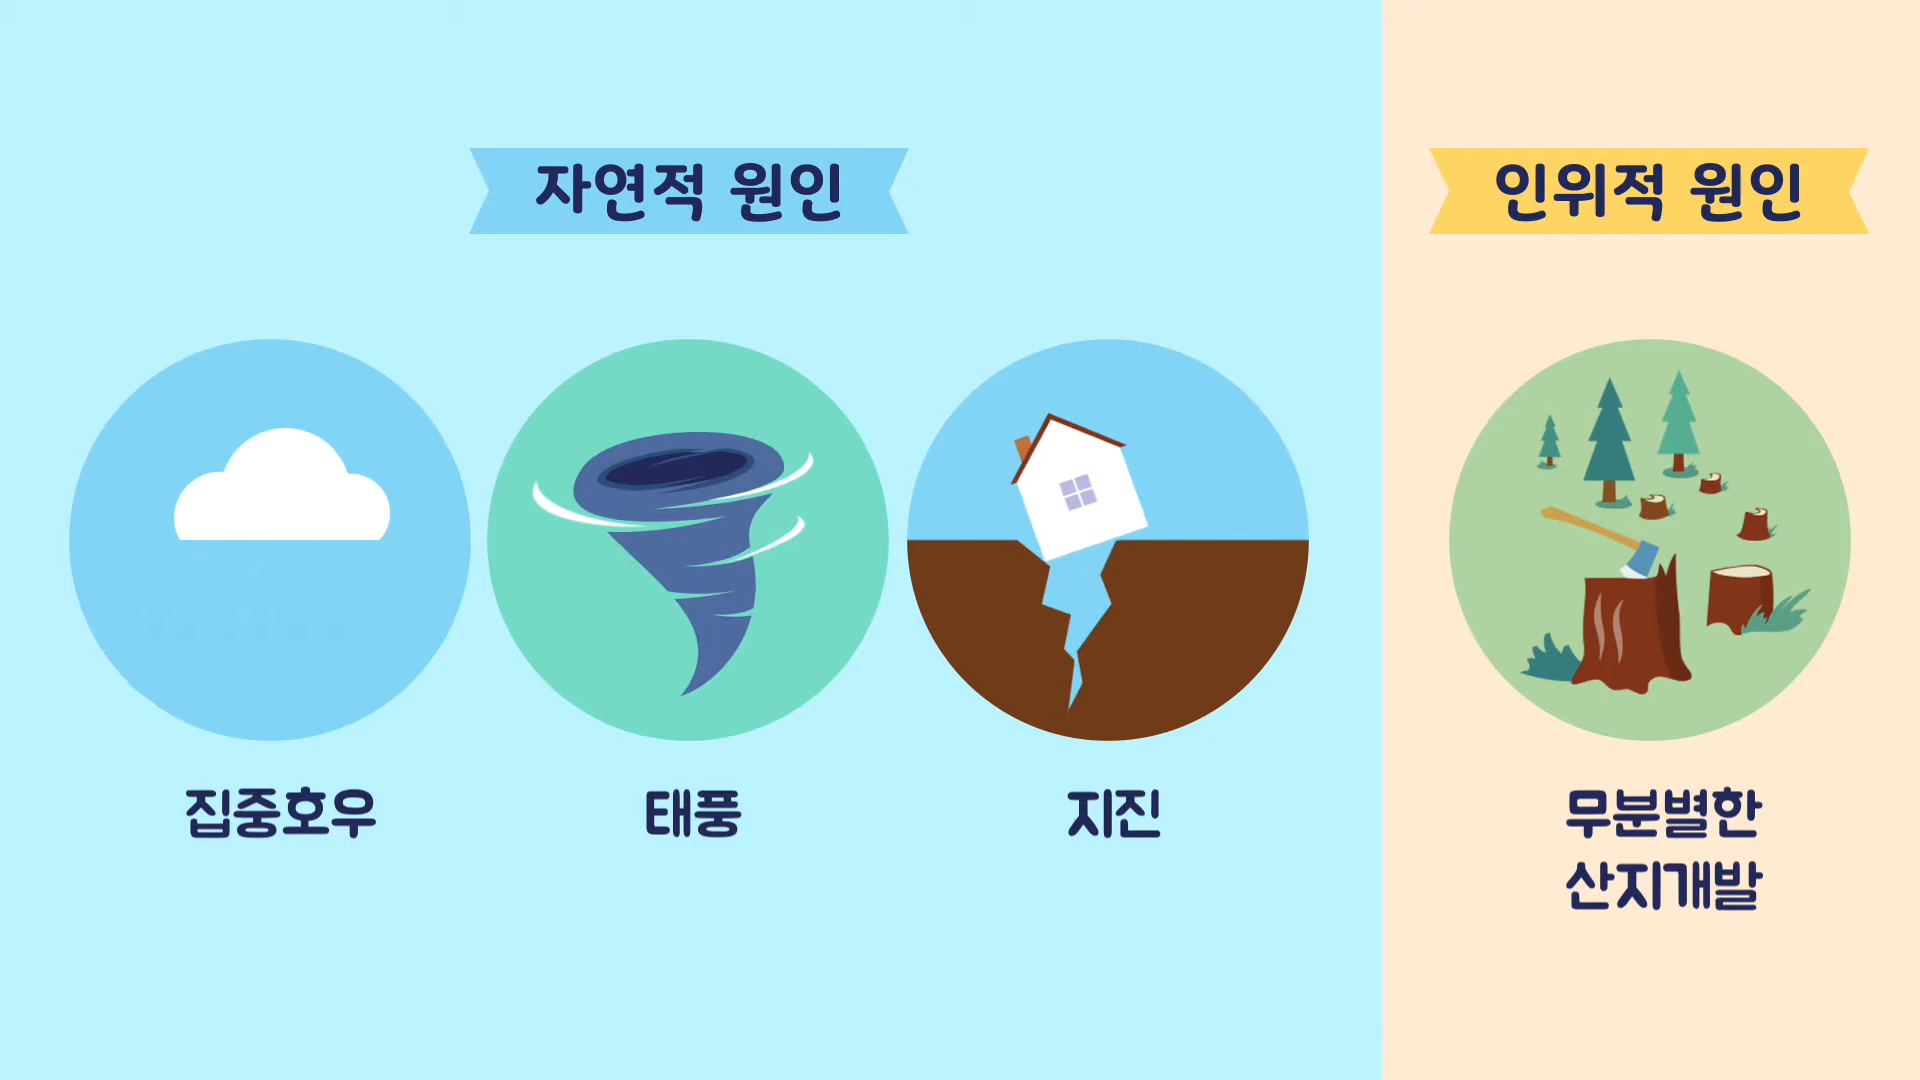 자연적 원인
인위적 원인
집중호우
태풍
지진
무분별한
산지개발